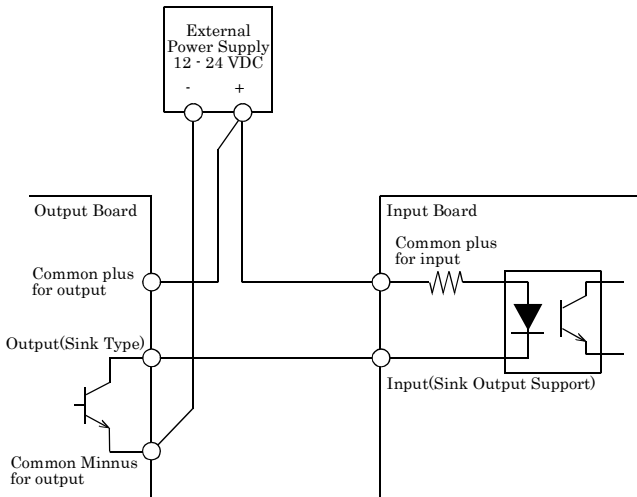 External
Power Supply
12 - 24 VDC
- +
Output Board
Input Board
Common plus
for input
Common plus
for output
Output(Sink Type)
Input(Sink Output Support)
Common Minnus
for output